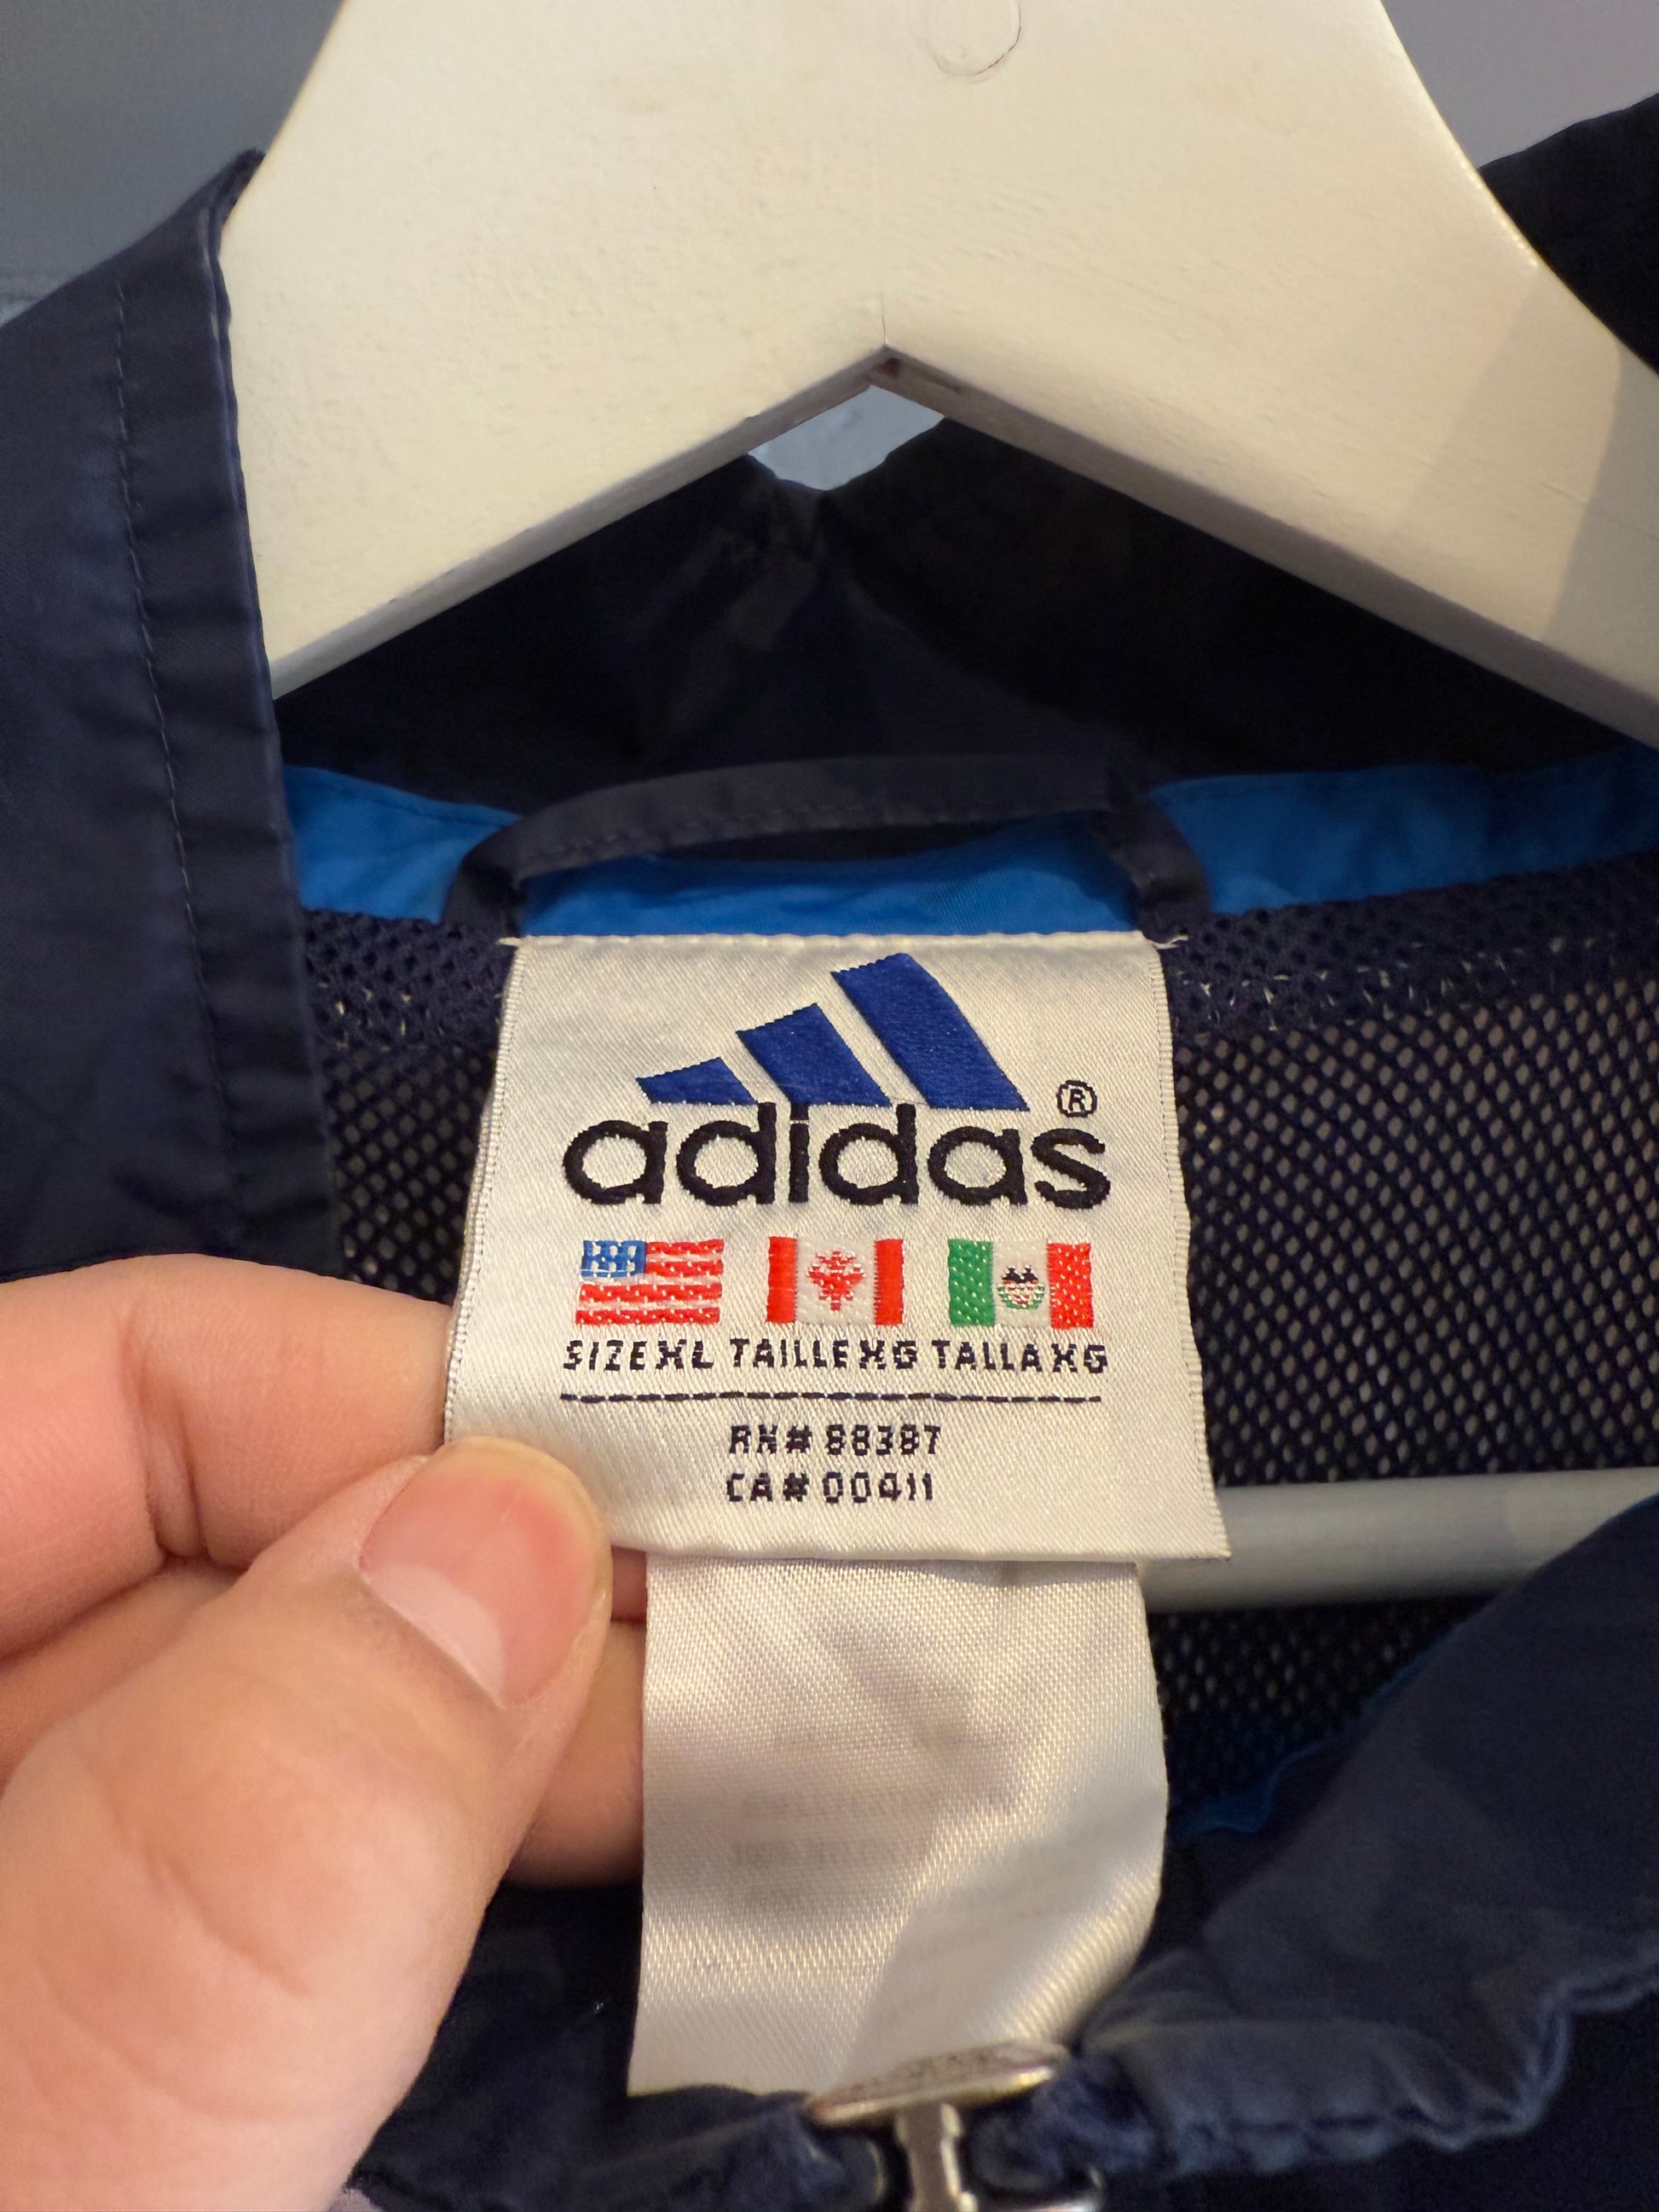 adidas®
SIZE XL TAILLE XG TALLA XG
RN# 88387
CA# 00411